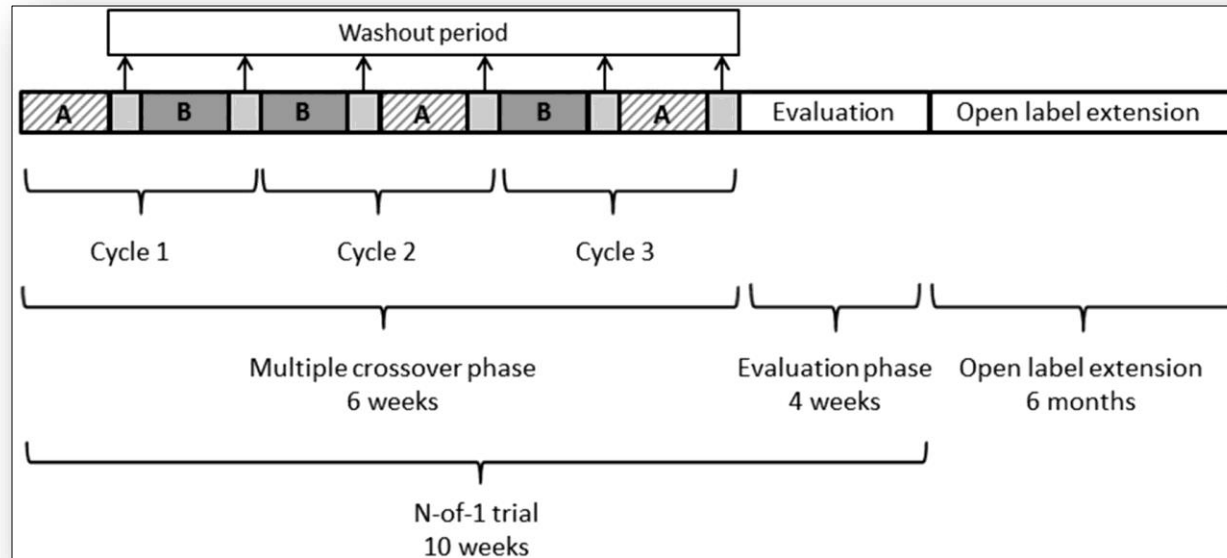 Washout period
A B B A B A Evaluation Open label extension
Cycle 1 Cycle 2 Cycle 3
Multiple crossover phase Evaluation phase Open label extension
6 weeks 4 weeks 6 months
N-of-1 trial
10 weeks